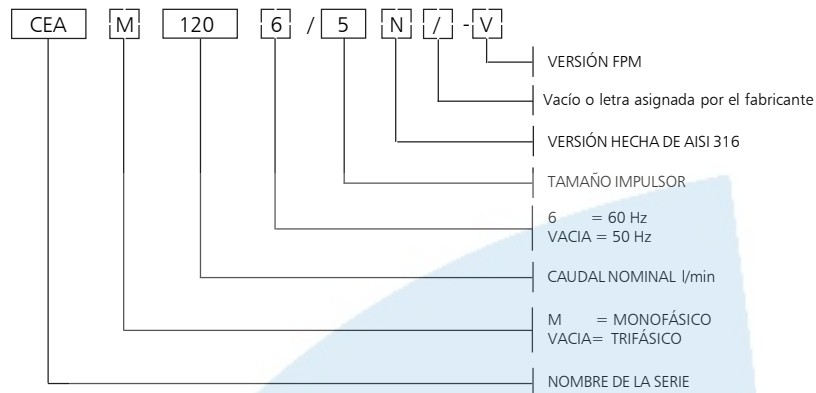 CEA M 120 6 / 5 N / - V
VERSIÓN FPM
Vacío o letra asignada por el fabricante
VERSIÓN HECHA DE AISI 316
TAMAÑO IMPULSOR
6 = 60 Hz
VACIA = 50 Hz
CAUDAL NOMINAL l/min
M = MONOFÁSICO
VACIA= TRIFÁSICO
NOMBRE DE LA SERIE